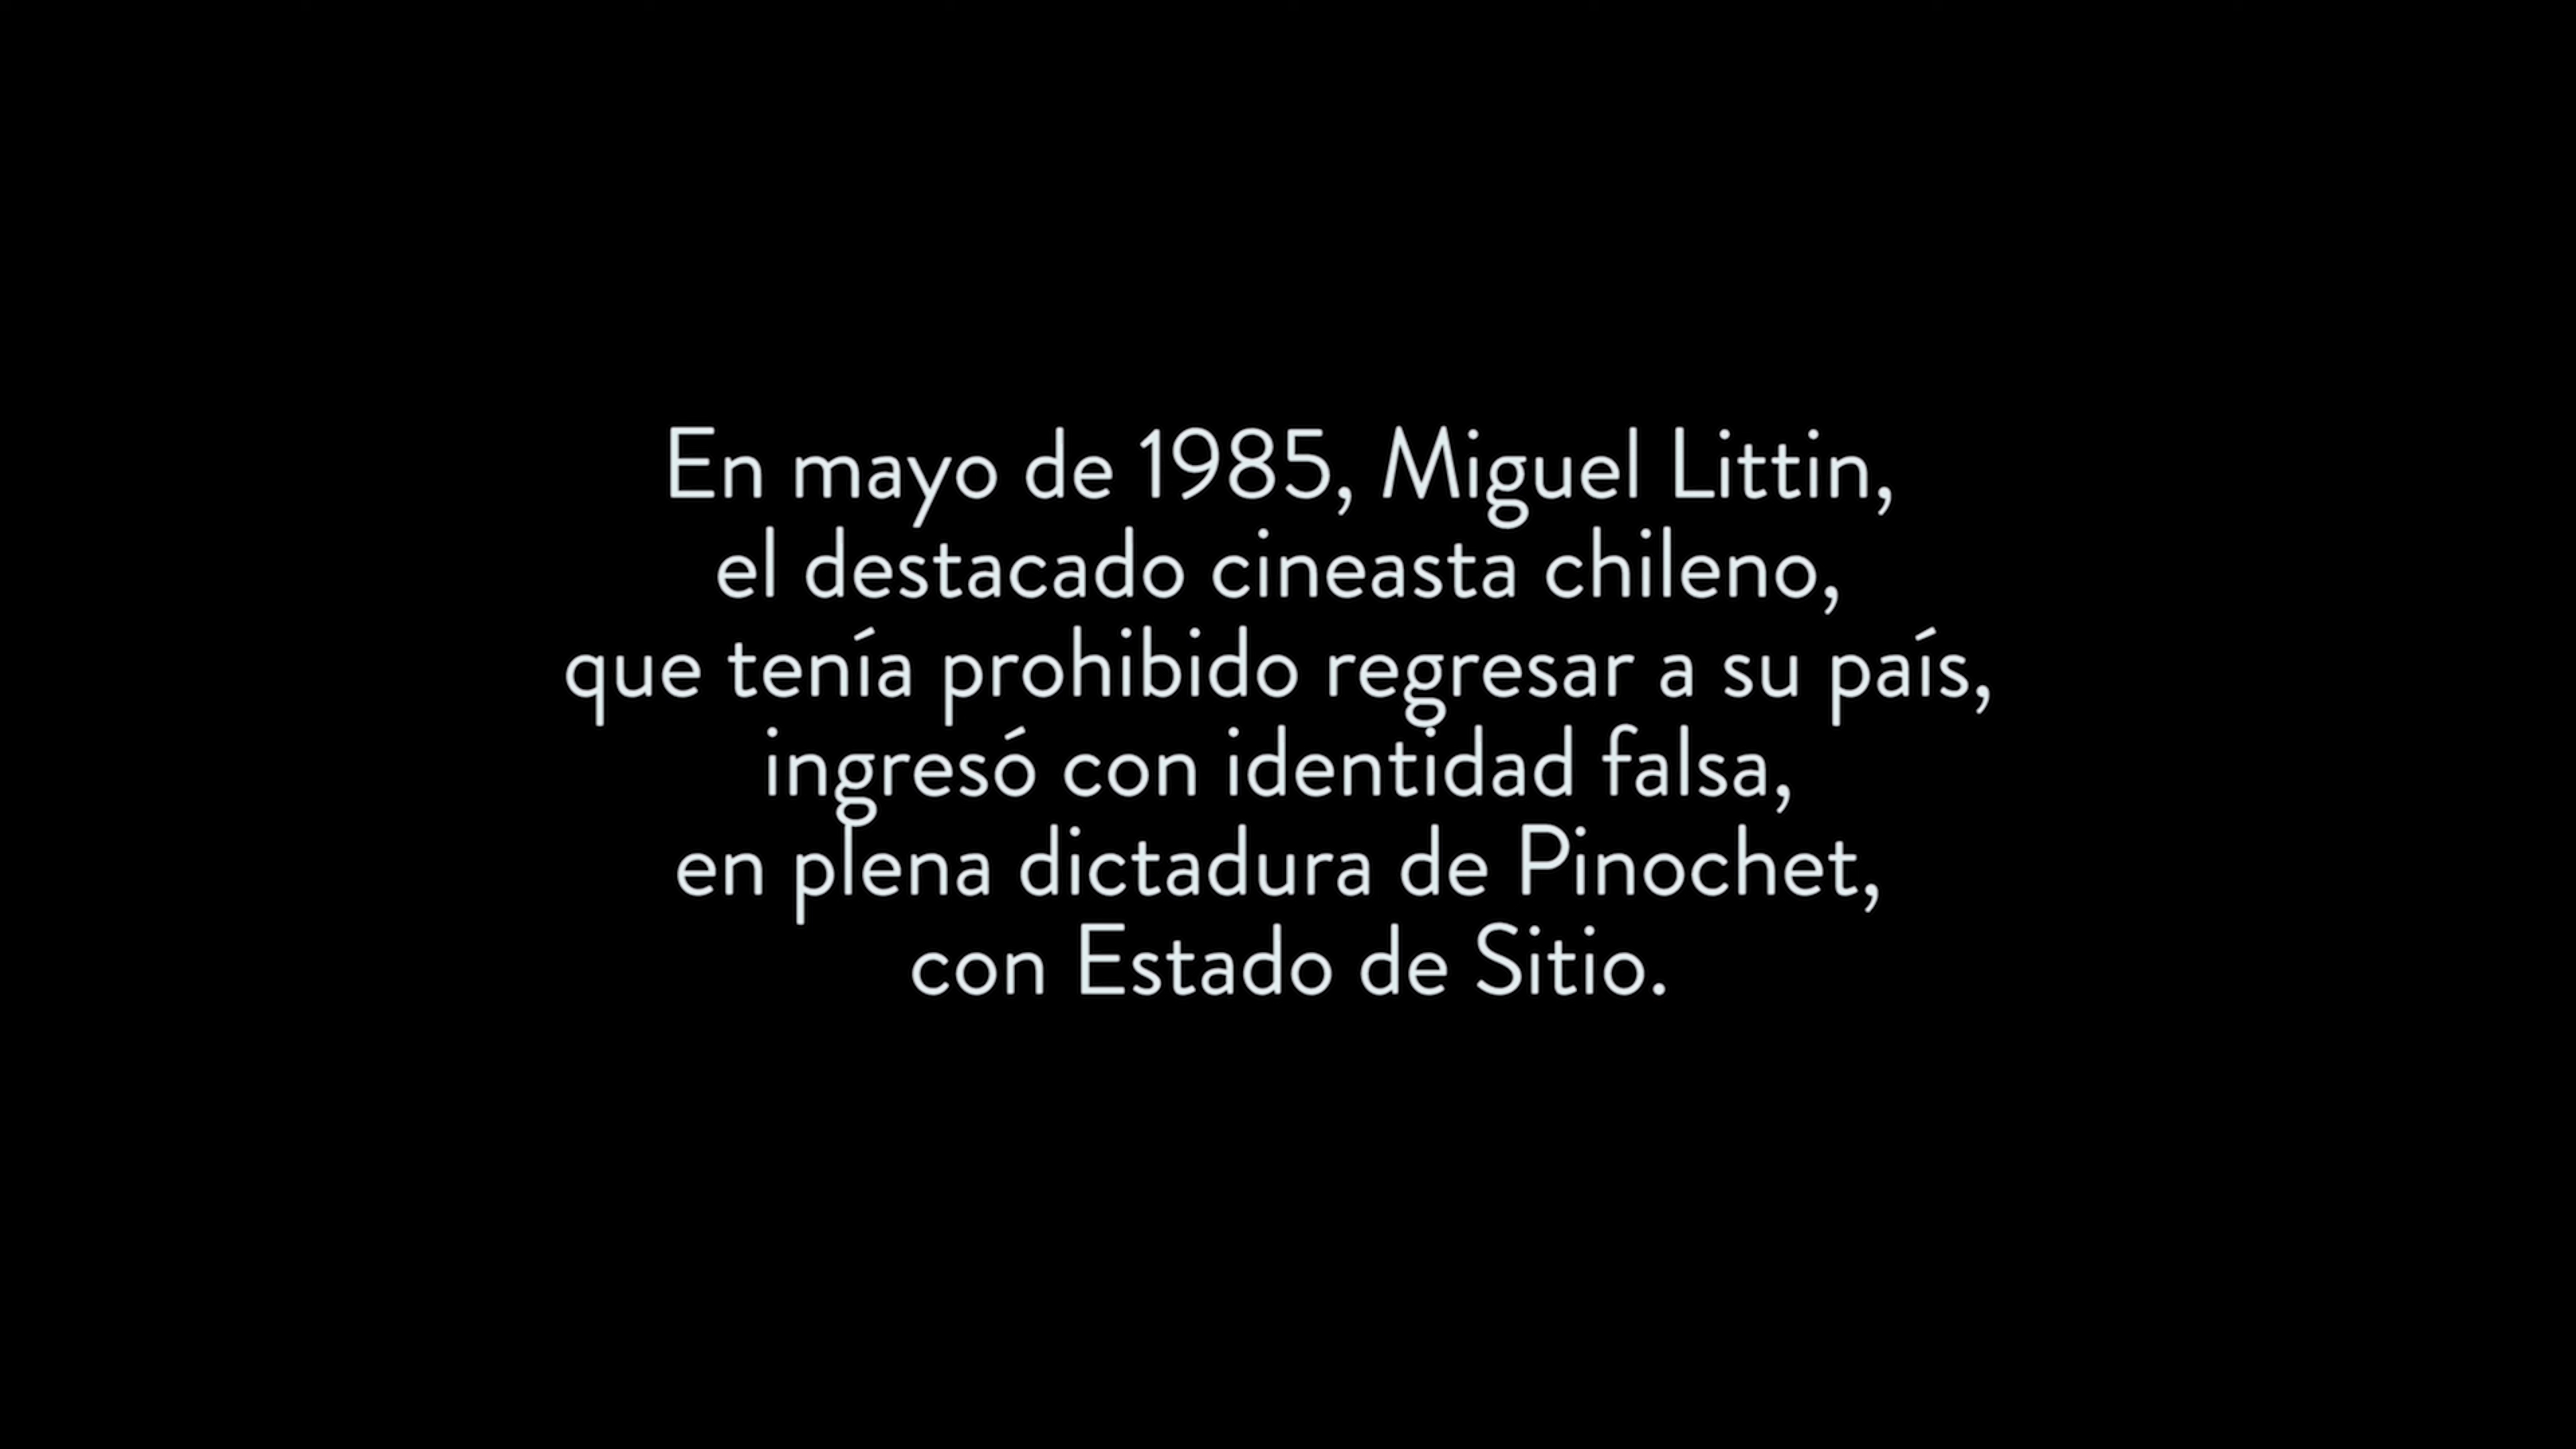 En mayo de 1985, Miguel Littin,
el destacado cineasta chileno,
que tenía prohibido regresar a su país,
ingresó con identidad falsa,
en plena dictadura de Pinochet,
con Estado de Sitio.